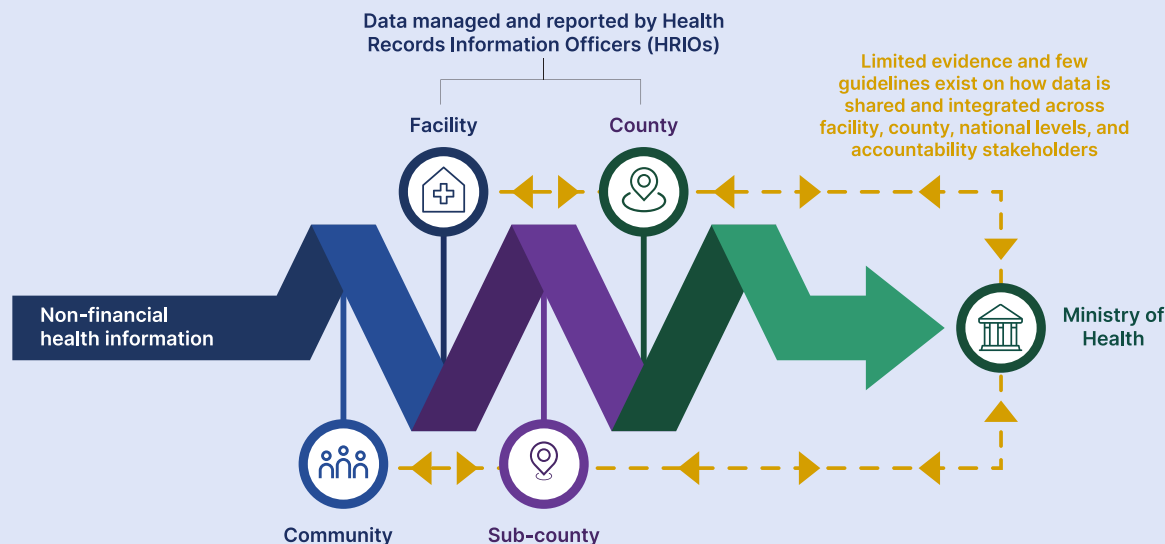 Data managed and reported by Health
Records Information Officers (HRIOs)
Limited evidence and few
guidelines exist on how data is
shared and integrated across
facility, county, national levels, and
accountability stakeholders
Facility
County
Non-financial
health information
Ministry of
Health
Community
Sub-county